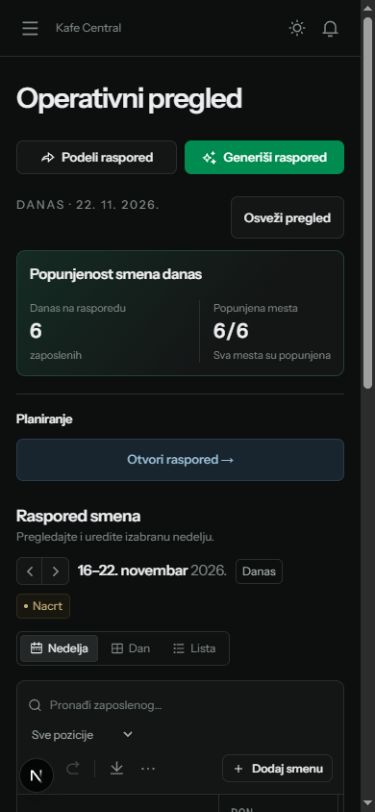 Kafe Central
Operativni pregled
Podeli raspored
Generiši raspored
DANAS · 22. 11. 2026.
Osveži pregled
Popunjenost smena danas
Danas na rasporedu
6
zaposlenih
Popunjena mesta
6/6
Sva mesta su popunjena
Planiranje
Otvori raspored →
Raspored smena
Pregledajte i uredite izabranu nedelju.
16–22. novembar 2026.
Danas
• Nacrt
Nedelja
Dan
Lista
Pronađi zaposlenog...
Sve pozicije
N
+ Dodaj smenu